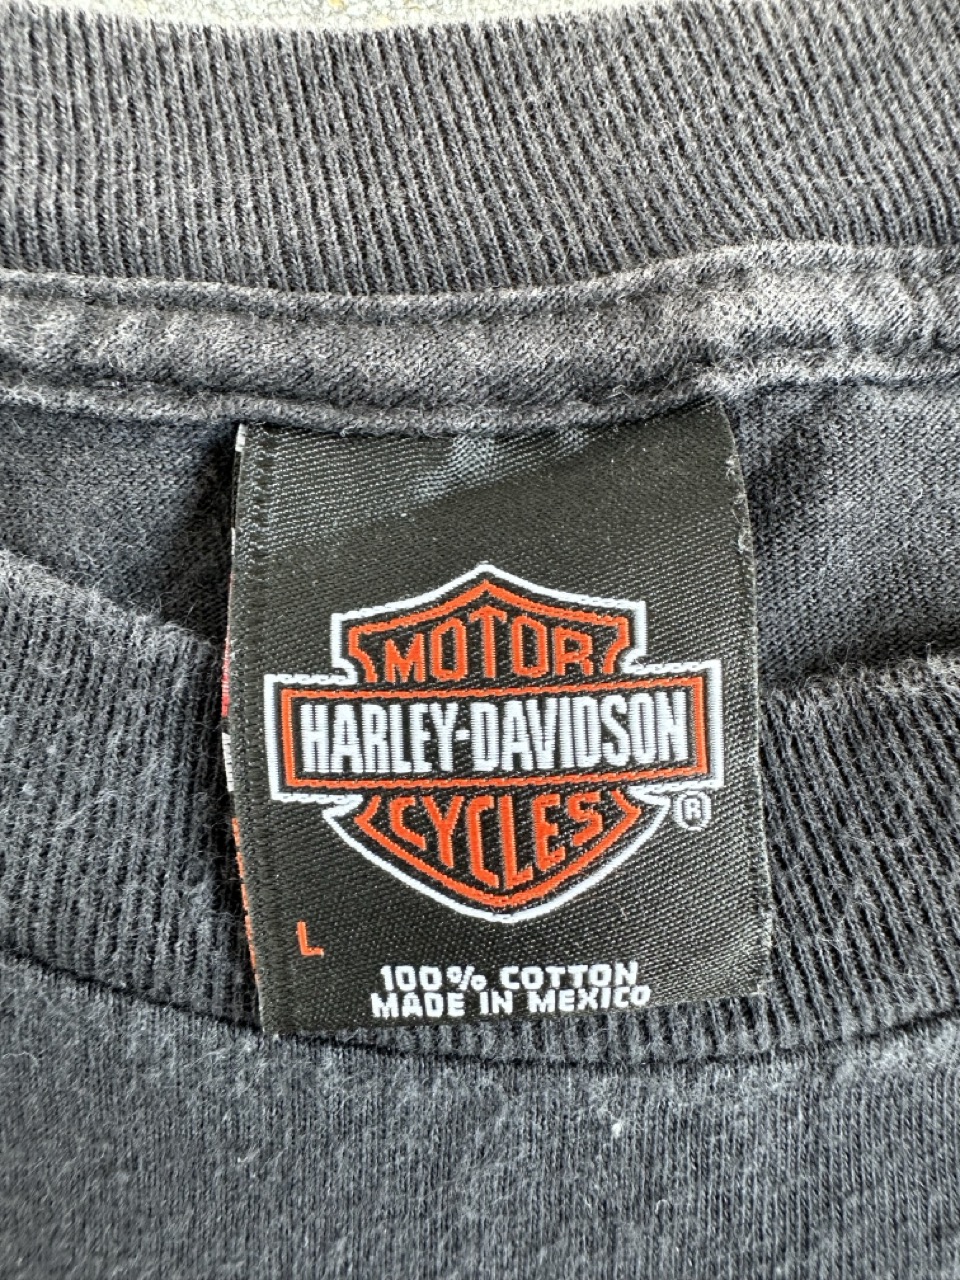 MOTOR
HARLEY-DAVIDSON
CYCLES
®
L
100% COTTON
MADE IN MEXICO